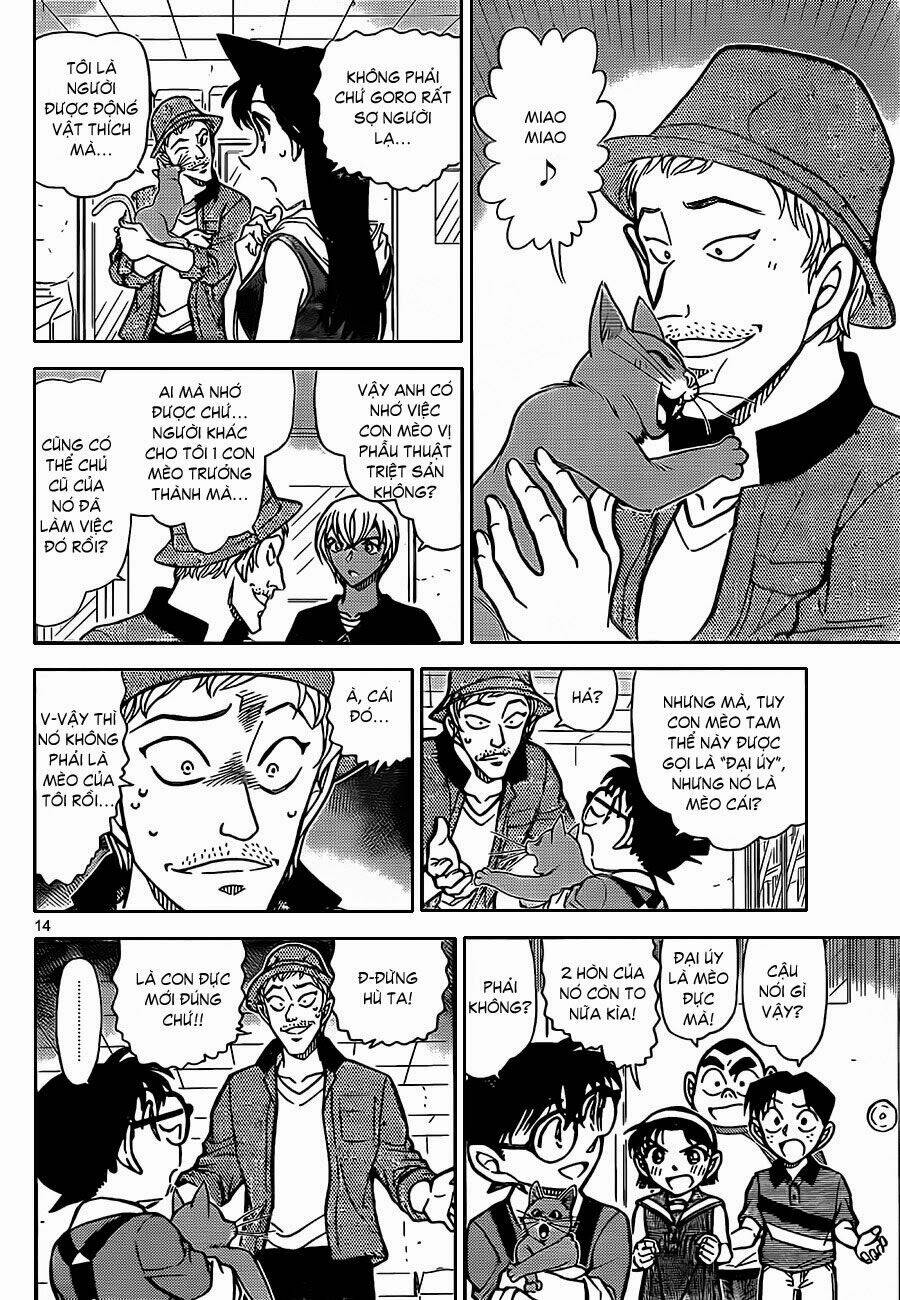 MIAO
MIAO
♪
KHÔNG PHẢI
CHỨ GORO RẤT
SỢ NGƯỜI
LẠ...
TÔI LÀ
NGƯỜI
ĐƯỢC ĐỘNG
VẬT THÍCH
MÀ...
VẬY ANH CÓ
NHỚ VIỆC
CON MÈO VỊ
PHẪU THUẬT
TRIỆT SẢN
KHÔNG?
AI MÀ NHỚ
ĐƯỢC CHỨ...
NGƯỜI KHÁC
CHO TÔI 1 CON
MÈO TRƯỞNG
THÀNH MÀ...
CŨNG CÓ
THỂ CHỦ
CŨ CỦA
NÓ ĐÃ
LÀM VIỆC
ĐÓ RỒI?
NHƯNG MÀ, TUY
CON MÈO TAM
THỂ NÀY ĐƯỢC
GỌI LÀ "ĐẠI ÚY",
NHƯNG NÓ LÀ
MÈO CÁI?
HẢ?
À, CÁI
ĐÓ...
V-VẬY THÌ
NÓ KHÔNG
PHẢI LÀ
MÈO CỦA
TÔI RỒI...
14
CẬU
NÓI GÌ
VẬY?
ĐẠI ÚY
LÀ MÈO
ĐỰC
MÀ!
2 HÒN CỦA
NÓ CÒN TO
NỮA KÌA!
PHẢI
KHÔNG?
Đ-ĐỪNG
HÙ TA!
LÀ CON ĐỰC
MỚI ĐÚNG
CHỨ!!
..........